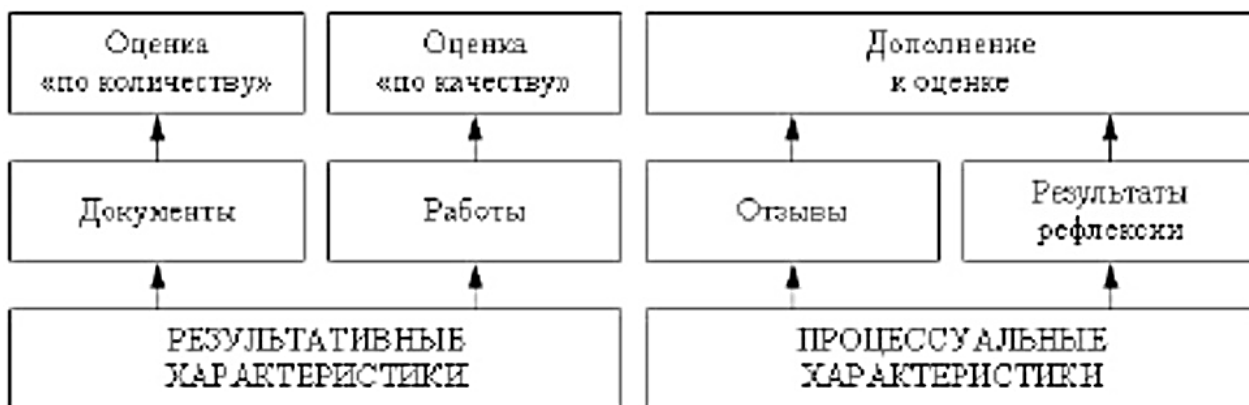 Оценка
«по количеству»
Оценка
«по качеству»
Дополнение
к оценке
Документы
Работы
Отзывы
Результаты
рефлексии
РЕЗУЛЬТАТИВНЫЕ
ХАРАКТЕРИСТИКИ
ПРОЦЕССУАЛЬНЫЕ
ХАРАКТЕРИСТИКИ